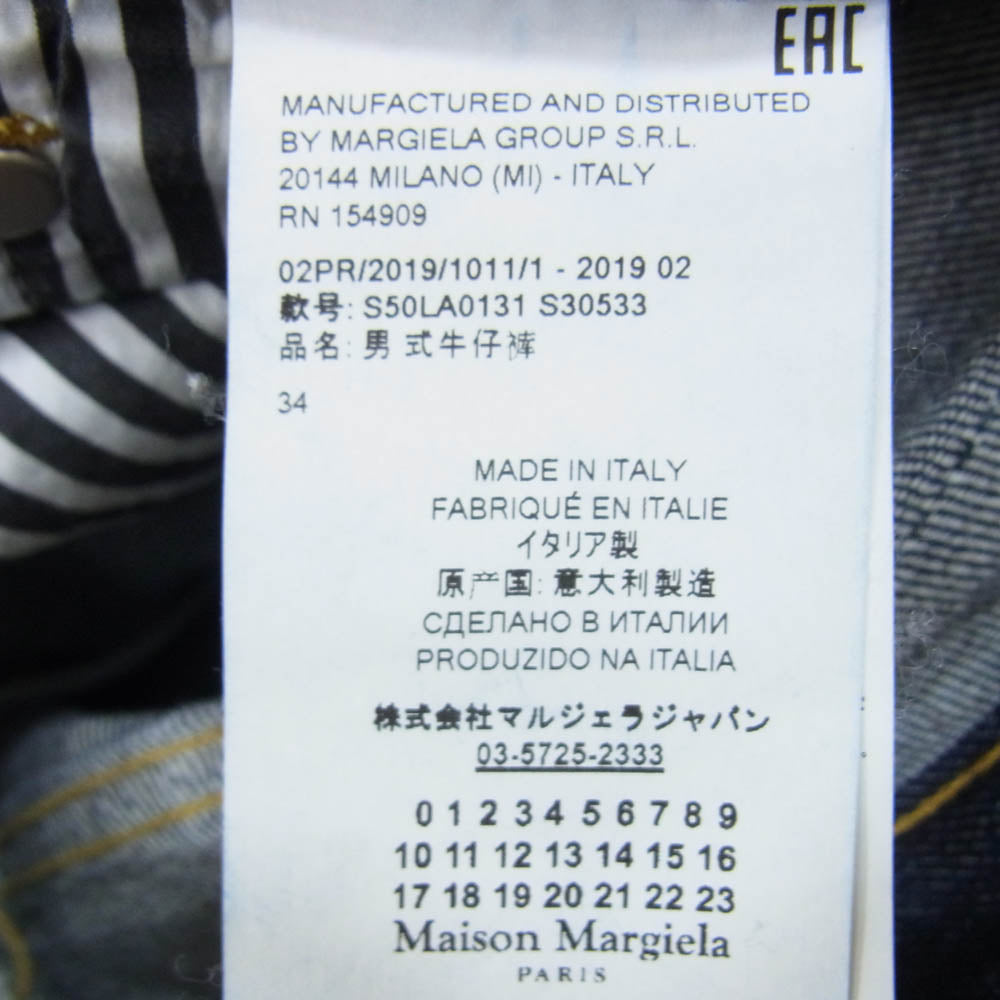 EAC
MANUFACTURED AND DISTRIBUTED
BY MARGIELA GROUP S.R.L.
20144 MILANO (MI) - ITALY
RN 154909
02PR/2019/1011/1 - 2019 02
款号: S50LA0131 S30533
品名: 男式牛仔裤
34
MADE IN ITALY
FABRIQUÉ EN ITALIE
イタリア製
原产国: 意大利製造
СДЕЛАНО В ИТАЛИИ
PRODUZIDO NA ITALIA
株式会社マルジェラジャパン
03-5725-2333
0 1 2 3 4 5 6 7 8 9
10 11 12 13 14 15 16
17 18 19 20 21 22 23
Maison Margiela
PARIS